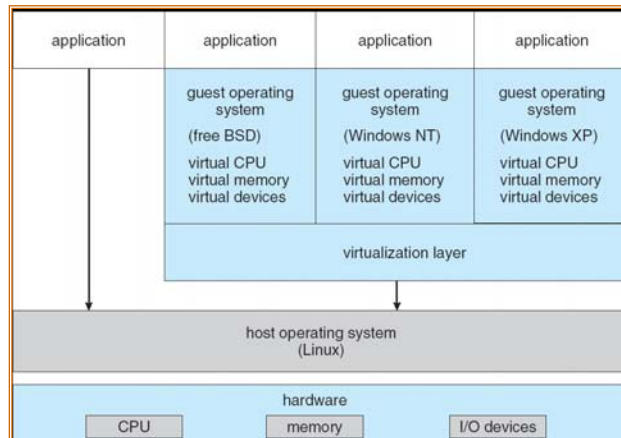 application
application
application
application
guest operating
system
(free BSD)
virtual CPU
virtual memory
virtual devices
guest operating
system
(Windows NT)
virtual CPU
virtual memory
virtual devices
guest operating
system
(Windows XP)
virtual CPU
virtual memory
virtual devices
virtualization layer
host operating system
(Linux)
hardware
CPU
memory
I/O devices